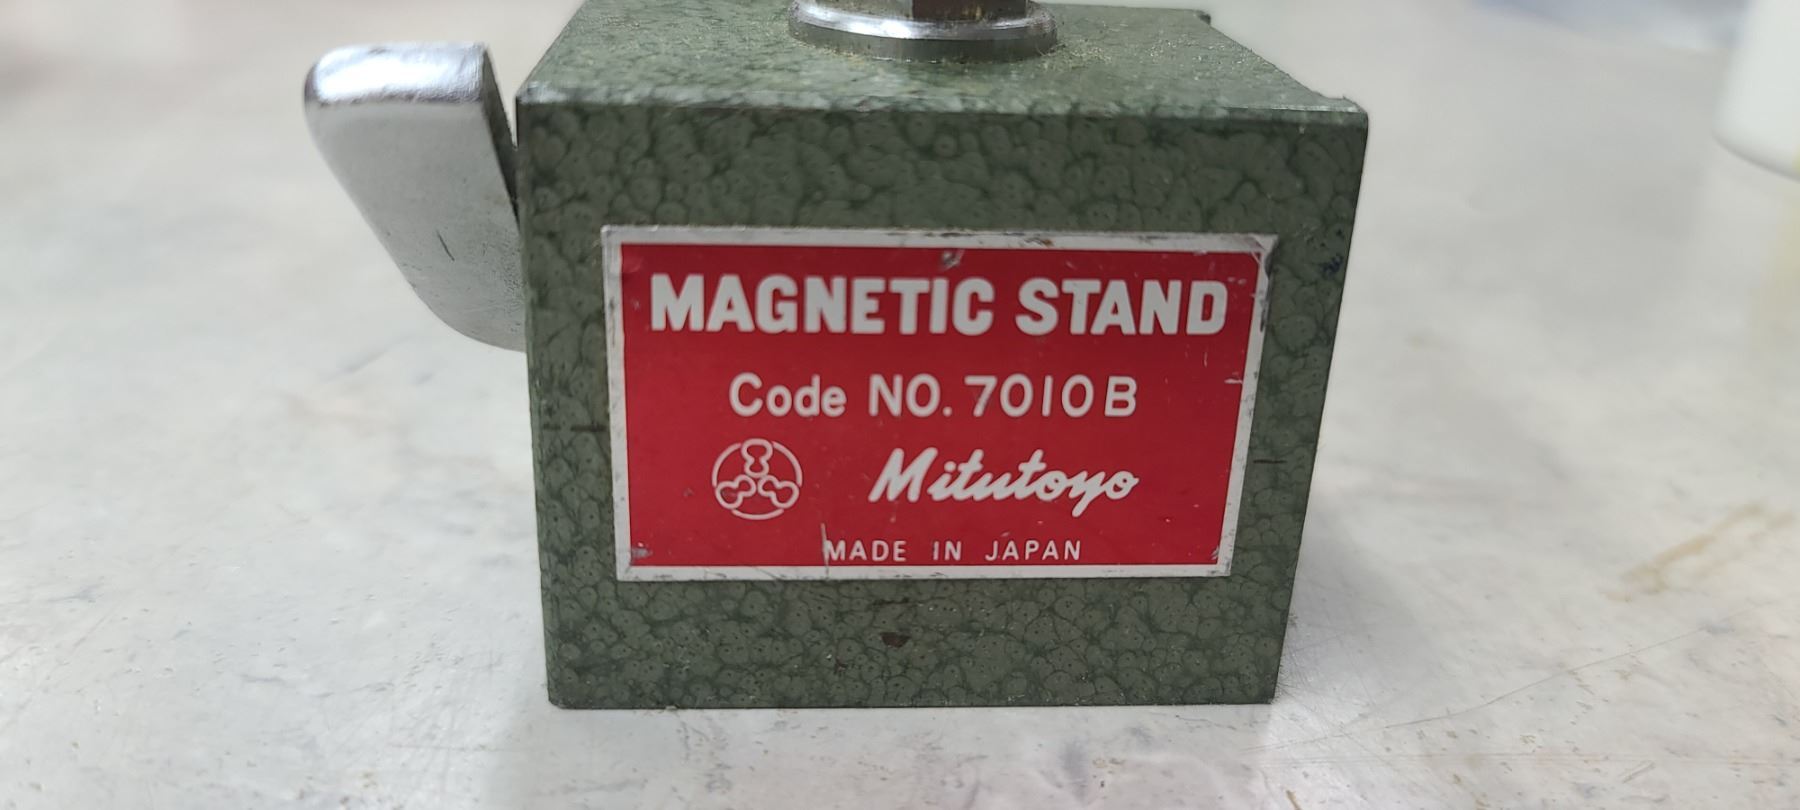 MAGNETIC STAND
Code NO. 7010B
Mitutoyo
MADE IN JAPAN